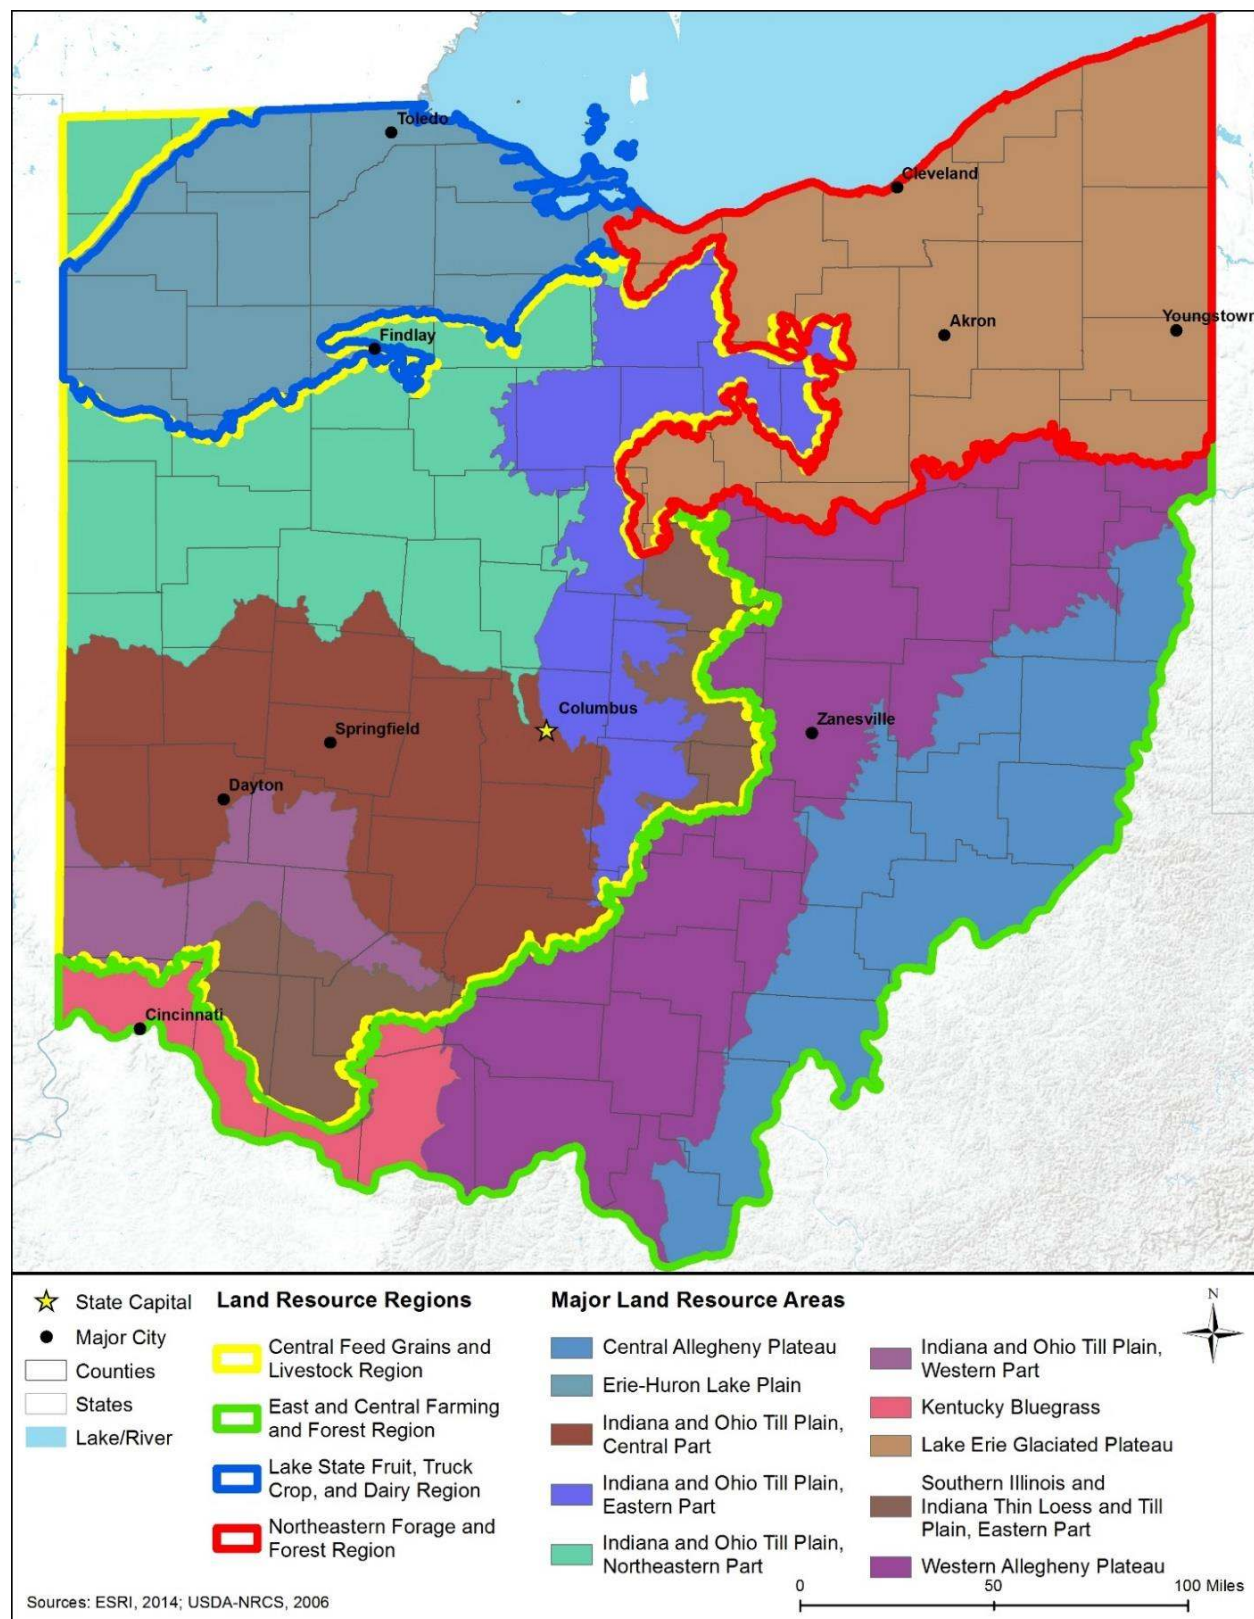 Toledo
Cleveland
Akron
Youngstown
Findlay
Columbus
Zanesville
Springfield
Dayton
Cincinnati
State Capital
Major City
Counties
States
Lake/River
Land Resource Regions
Central Feed Grains and
Livestock Region
East and Central Farming
and Forest Region
Lake State Fruit, Truck
Crop, and Dairy Region
Northeastern Forage and
Forest Region
Major Land Resource Areas
Central Allegheny Plateau
Erie-Huron Lake Plain
Indiana and Ohio Till Plain,
Central Part
Indiana and Ohio Till Plain,
Eastern Part
Indiana and Ohio Till Plain,
Northeastern Part
Indiana and Ohio Till Plain,
Western Part
Kentucky Bluegrass
Lake Erie Glaciated Plateau
Southern Illinois and
Indiana Thin Loess and Till
Plain, Eastern Part
Western Allegheny Plateau
N
0 50 100 Miles
Sources: ESRI, 2014; USDA-NRCS, 2006